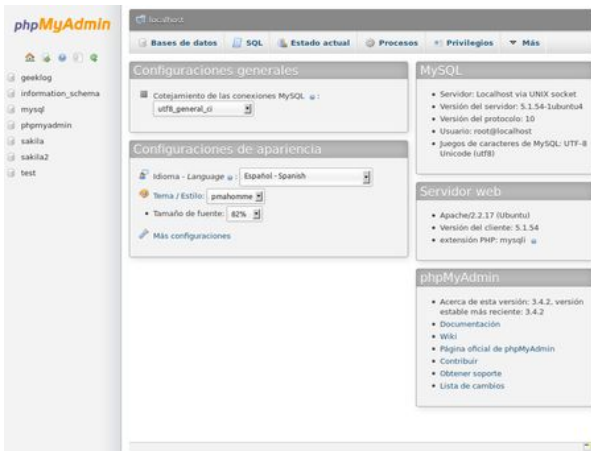 phpMyAdmin
geeklog
information_schema
mysql
phpmyadmin
sakila
sakila2
test
localhost
Bases de datos SQL Estado actual Procesos Privilegios Más
Configuraciones generales
Cotejamiento de las conexiones MySQL :
utf8_general_ci
Configuraciones de apariencia
Idioma - Language : Español - Spanish
Tema / Estilo: pmahomme
Tamaño de fuente: 82%
Más configuraciones
MySQL
Servidor: Localhost via UNIX socket
Versión del servidor: 5.1.54-1ubuntu4
Versión del protocolo: 10
Usuario: root@localhost
Juegos de caracteres de MySQL: UTF-8
Unicode (utf8)
Servidor web
Apache/2.2.17 (Ubuntu)
Versión del cliente: 5.1.54
extensión PHP: mysqli
phpMyAdmin
Acerca de esta versión: 3.4.2, versión
estable más reciente: 3.4.2
Documentación
Wiki
Página oficial de phpMyAdmin
Contribuir
Obtener soporte
Lista de cambios